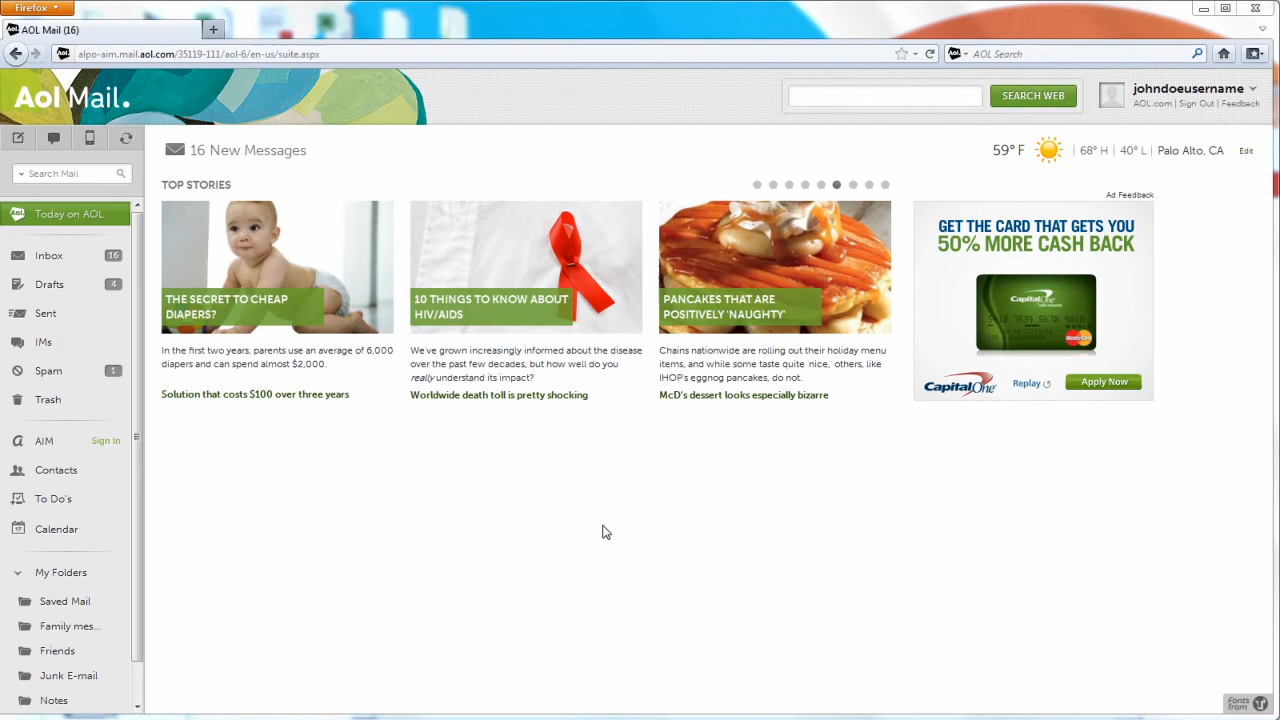 Firefox
AOL Mail (16)
alpo-aim.mail.aol.com/35119-111/aol-6/en-us/suite.aspx
AOL Search
Aol Mail.
SEARCH WEB
johndoeusername
AOL.com | Sign Out | Feedback
16 New Messages
59° F | 68° H | 40° L | Palo Alto, CA Edit
Search Mail
TOP STORIES
Ad Feedback
Aol. Today on AOL
Inbox 16
Drafts 4
Sent
IMs
Spam 1
Trash
AIM Sign In
Contacts
To Do's
17 Calendar
My Folders
Saved Mail
Family mes...
Friends
Junk E-mail
Notes
THE SECRET TO CHEAP
DIAPERS?
In the first two years, parents use an average of 6,000
diapers and can spend almost $2,000.
Solution that costs $100 over three years
10 THINGS TO KNOW ABOUT
HIV/AIDS
We've grown increasingly informed about the disease
over the past few decades, but how well do you
really understand its impact?
Worldwide death toll is pretty shocking
PANCAKES THAT ARE
POSITIVELY 'NAUGHTY'
Chains nationwide are rolling out their holiday menu
items, and while some taste quite 'nice,' others, like
IHOP's eggnog pancakes, do not.
McD's dessert looks especially bizarre
GET THE CARD THAT GETS YOU
50% MORE CASH BACK
Capital One
WORLD
MasterCard
Capital One
Replay
Apply Now
Fonts
from